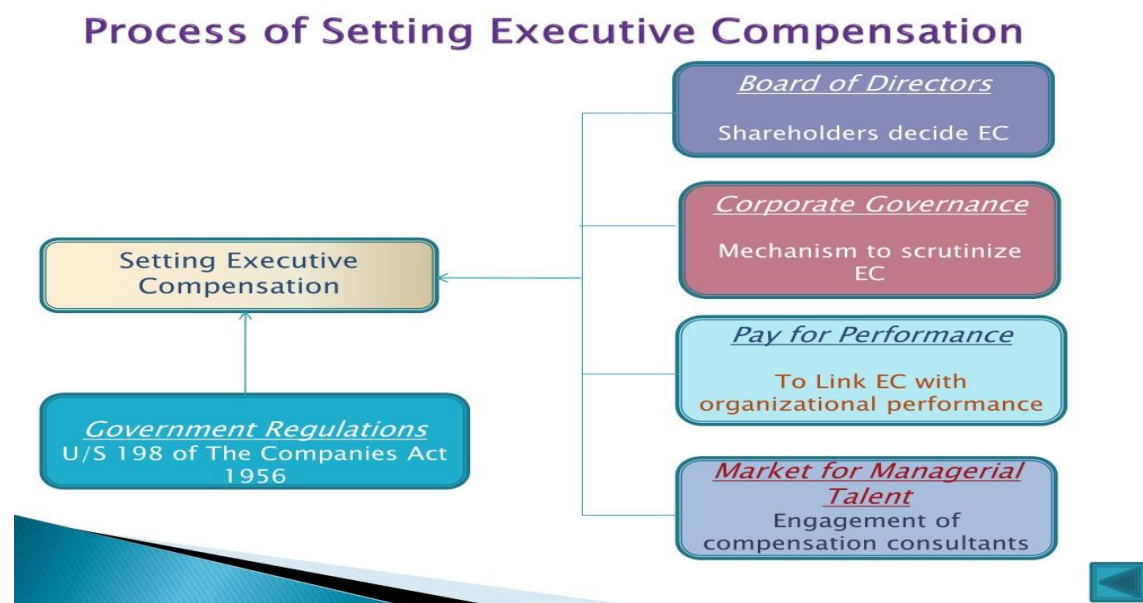 Process of Setting Executive Compensation
Board of Directors
Shareholders decide EC
Corporate Governance
Mechanism to scrutinize
EC
Setting Executive
Compensation
Pay for Performance
To Link EC with
organizational performance
Government Regulations
U/S 198 of The Companies Act
1956
Market for Managerial
Talent
Engagement of
compensation consultants